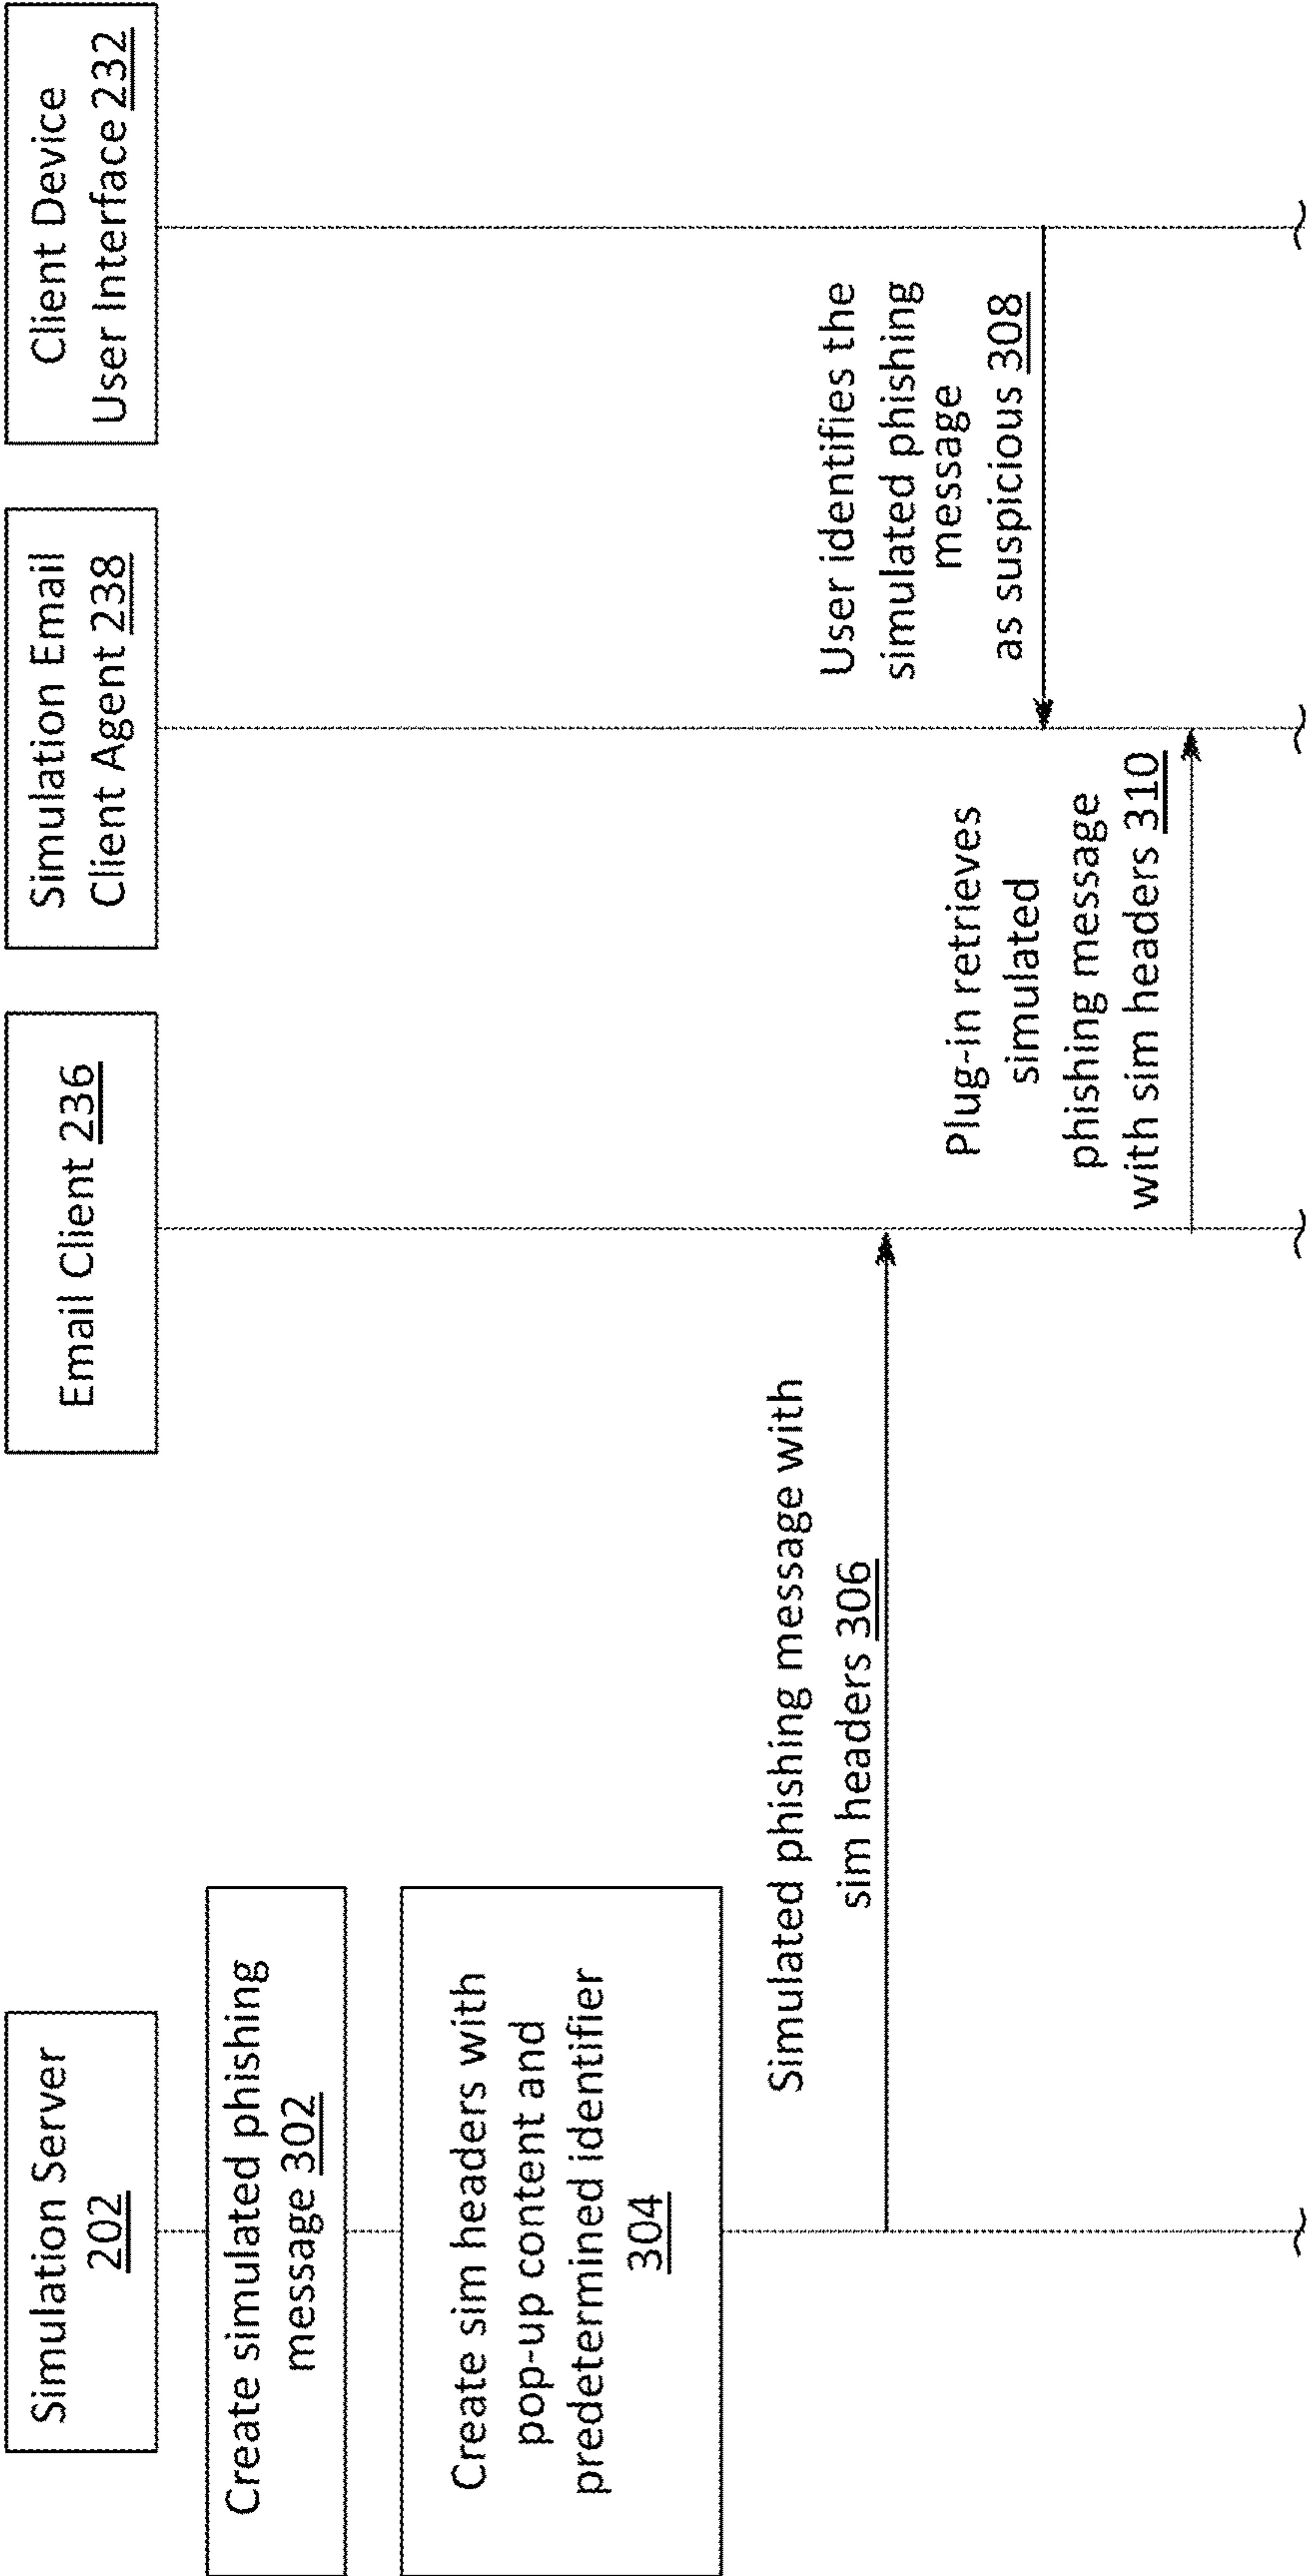 Simulation Server
202
Email Client 236
Simulation Email
Client Agent 238
Client Device
User Interface 232
Create simulated phishing
message 302
Create sim headers with
pop-up content and
predetermined identifier
304
Simulated phishing message with
sim headers 306
User identifies the
simulated phishing
message
as suspicious 308
Plug-in retrieves
simulated
phishing message
with sim headers 310